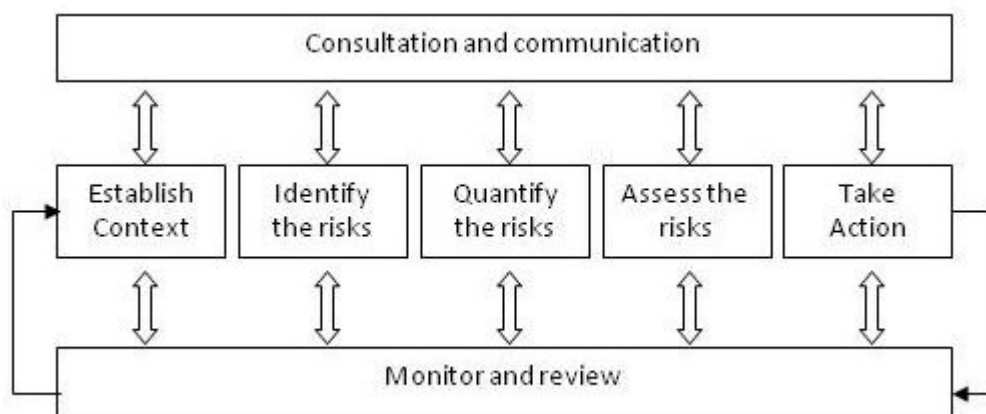 Consultation and communication
Establish
Context
Identify
the risks
Quantify
the risks
Assess the
risks
Take
Action
Monitor and review